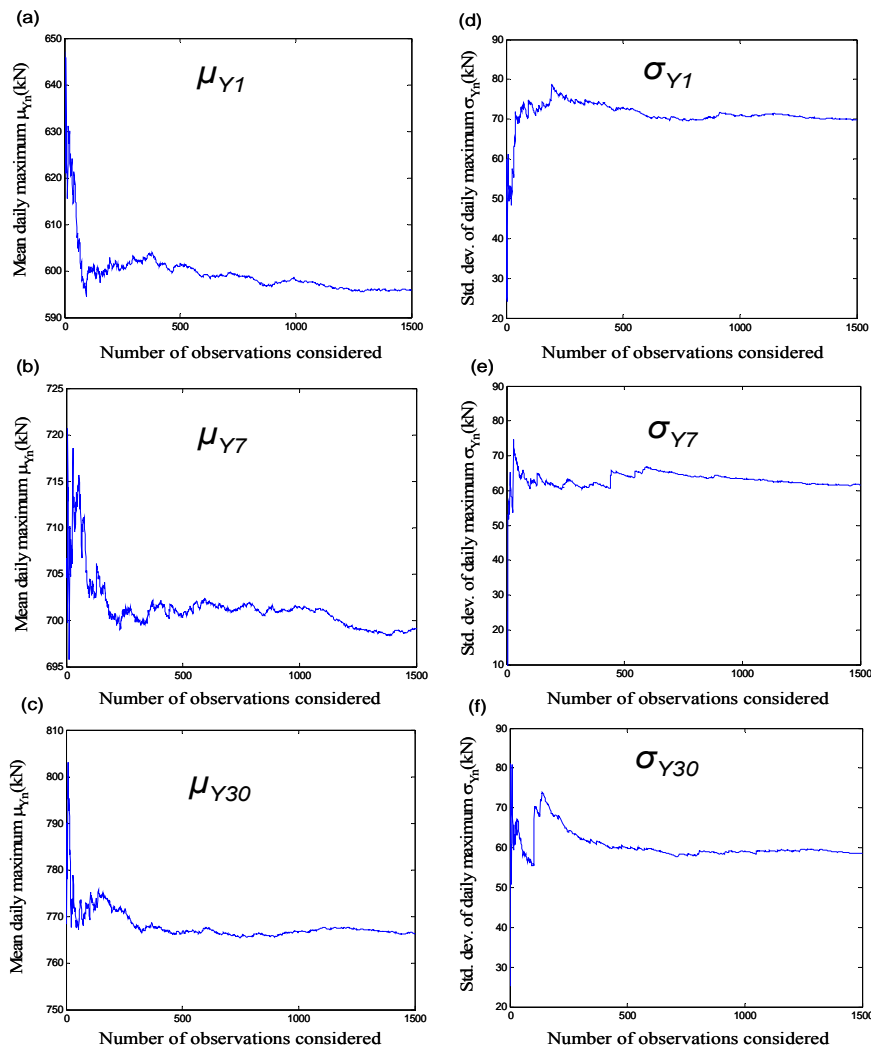 (a)
650
640
630
620
610
600
590
0
500
1000
1500
Mean daily maximum μYn(kN)
μY1
Number of observations considered
(d)
90
80
70
60
50
40
30
20
0
500
1000
1500
Std. dev. of daily maximum σYn(kN)
σY1(kN)
Number of observations considered
(b)
725
720
715
710
705
700
695
0
500
1000
1500
Mean daily maximum μYn(kN)
μY7(kN)
Number of observations considered
(e)
90
80
70
60
50
40
30
20
10
0
500
1000
1500
Std. dev. of daily maximum σYn(kN)
σY7
Number of observations considered
(c)
810
800
790
780
770
760
750
0
500
1000
1500
Mean daily maximum μYn(kN)
μY30
Number of observations considered
(f)
90
80
70
60
50
40
30
20
0
500
1000
1500
Std. dev. of daily maximum σYn(kN)
σY30
Number of observations considered